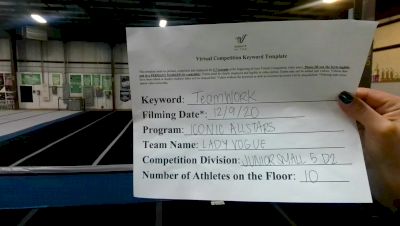 Virtual Competition Keyword Template
Keyword: TeamWork
Filming Date*: 12/9/20
Program: ICONIC ALLSTARS
Team Name: LADY VOGUE
Competition Division: JUNIOR SMALL 5 D2
Number of Athletes on the Floor: 10